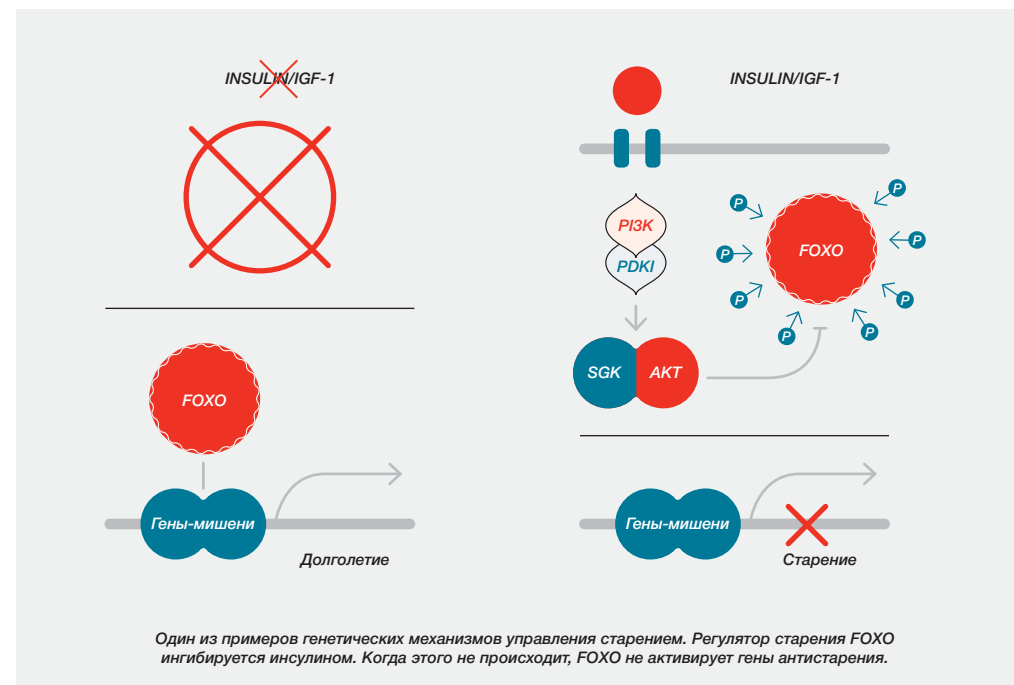 INSULIN/IGF-1
FOXO
Гены-мишени
Долголетие
INSULIN/IGF-1
PI3K
PDKI
SGK
AKT
FOXO
P
P
P
P
P
P
P
P
Гены-мишени
Старение
Один из примеров генетических механизмов управления старением. Регулятор старения FOXO
ингибируется инсулином. Когда этого не происходит, FOXO не активирует гены антистарения.